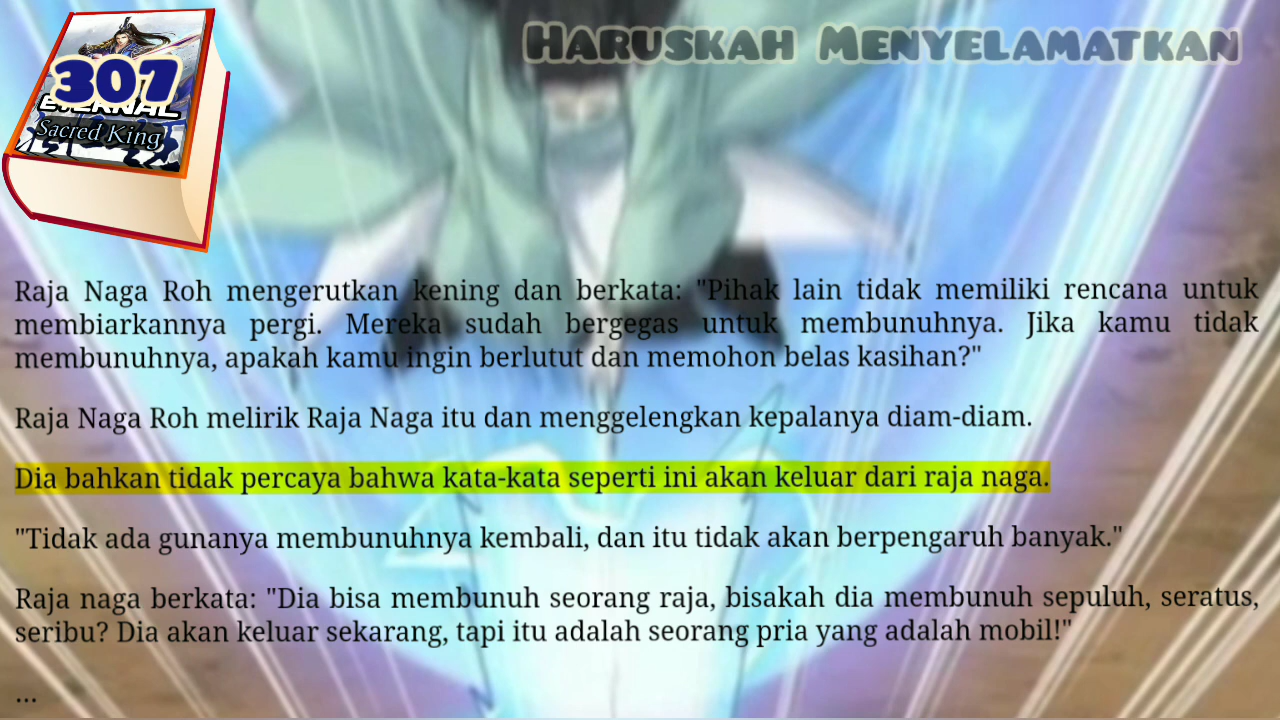 HARUSKAH MENYELAMATKAN
307
ETERNAL
Sacred King
Raja Naga Roh mengerutkan kening dan berkata: "Pihak lain tidak memiliki rencana untuk
membiarkannya pergi. Mereka sudah bergegas untuk membunuhnya. Jika kamu tidak
membunuhnya, apakah kamu ingin berlutut dan memohon belas kasihan?"
Raja Naga Roh melirik Raja Naga itu dan menggelengkan kepalanya diam-diam.
Dia bahkan tidak percaya bahwa kata-kata seperti ini akan keluar dari raja naga.
"Tidak ada gunanya membunuhnya kembali, dan itu tidak akan berpengaruh banyak."
Raja naga berkata: "Dia bisa membunuh seorang raja, bisakah dia membunuh sepuluh, seratus,
seribu? Dia akan keluar sekarang, tapi itu adalah seorang pria yang adalah mobil!"
...